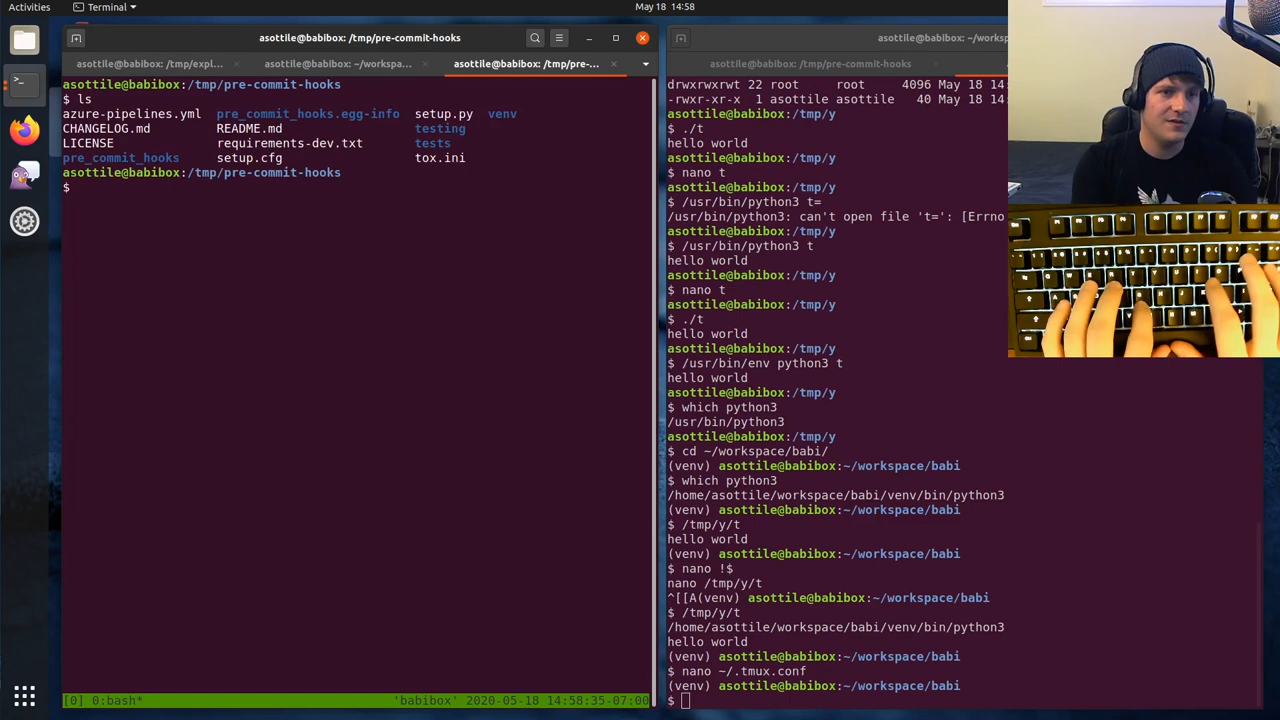 Activities
Terminal
May 18 14:58
asottile@babibox: /tmp/pre-commit-hooks
asottile@babibox: /tmp/expl...
asottile@babibox: ~/workspa...
asottile@babibox: /tmp/pre-...
asottile@babibox:/tmp/pre-commit-hooks
$ ls
azure-pipelines.yml pre_commit_hooks.egg-info setup.py venv
CHANGELOG.md README.md testing
LICENSE requirements-dev.txt tests
pre_commit_hooks setup.cfg tox.ini
asottile@babibox:/tmp/pre-commit-hooks
$
[0] 0:bash* 'babibox' 2020-05-18 14:58:35-07:00
asottile@babibox: ~/works
asottile@babibox: /tmp/pre-commit-hooks
drwxrwxrwt 22 root root 4096 May 18 14:
-rwxr-xr-x 1 asottile asottile 40 May 18 14:
asottile@babibox:/tmp/y
$ ./t
hello world
asottile@babibox:/tmp/y
$ nano t
asottile@babibox:/tmp/y
$ /usr/bin/python3 t=
/usr/bin/python3: can't open file 't=': [Errno
asottile@babibox:/tmp/y
$ /usr/bin/python3 t
hello world
asottile@babibox:/tmp/y
$ nano t
asottile@babibox:/tmp/y
$ ./t
hello world
asottile@babibox:/tmp/y
$ /usr/bin/env python3 t
hello world
asottile@babibox:/tmp/y
$ which python3
/usr/bin/python3
asottile@babibox:/tmp/y
$ cd ~/workspace/babi/
(venv) asottile@babibox:~/workspace/babi
$ which python3
/home/asottile/workspace/babi/venv/bin/python3
(venv) asottile@babibox:~/workspace/babi
$ /tmp/y/t
hello world
(venv) asottile@babibox:~/workspace/babi
$ nano !$
nano /tmp/y/t
^[[A(venv) asottile@babibox:~/workspace/babi
$ /tmp/y/t
/home/asottile/workspace/babi/venv/bin/python3
hello world
(venv) asottile@babibox:~/workspace/babi
$ nano ~/.tmux.conf
(venv) asottile@babibox:~/workspace/babi
$